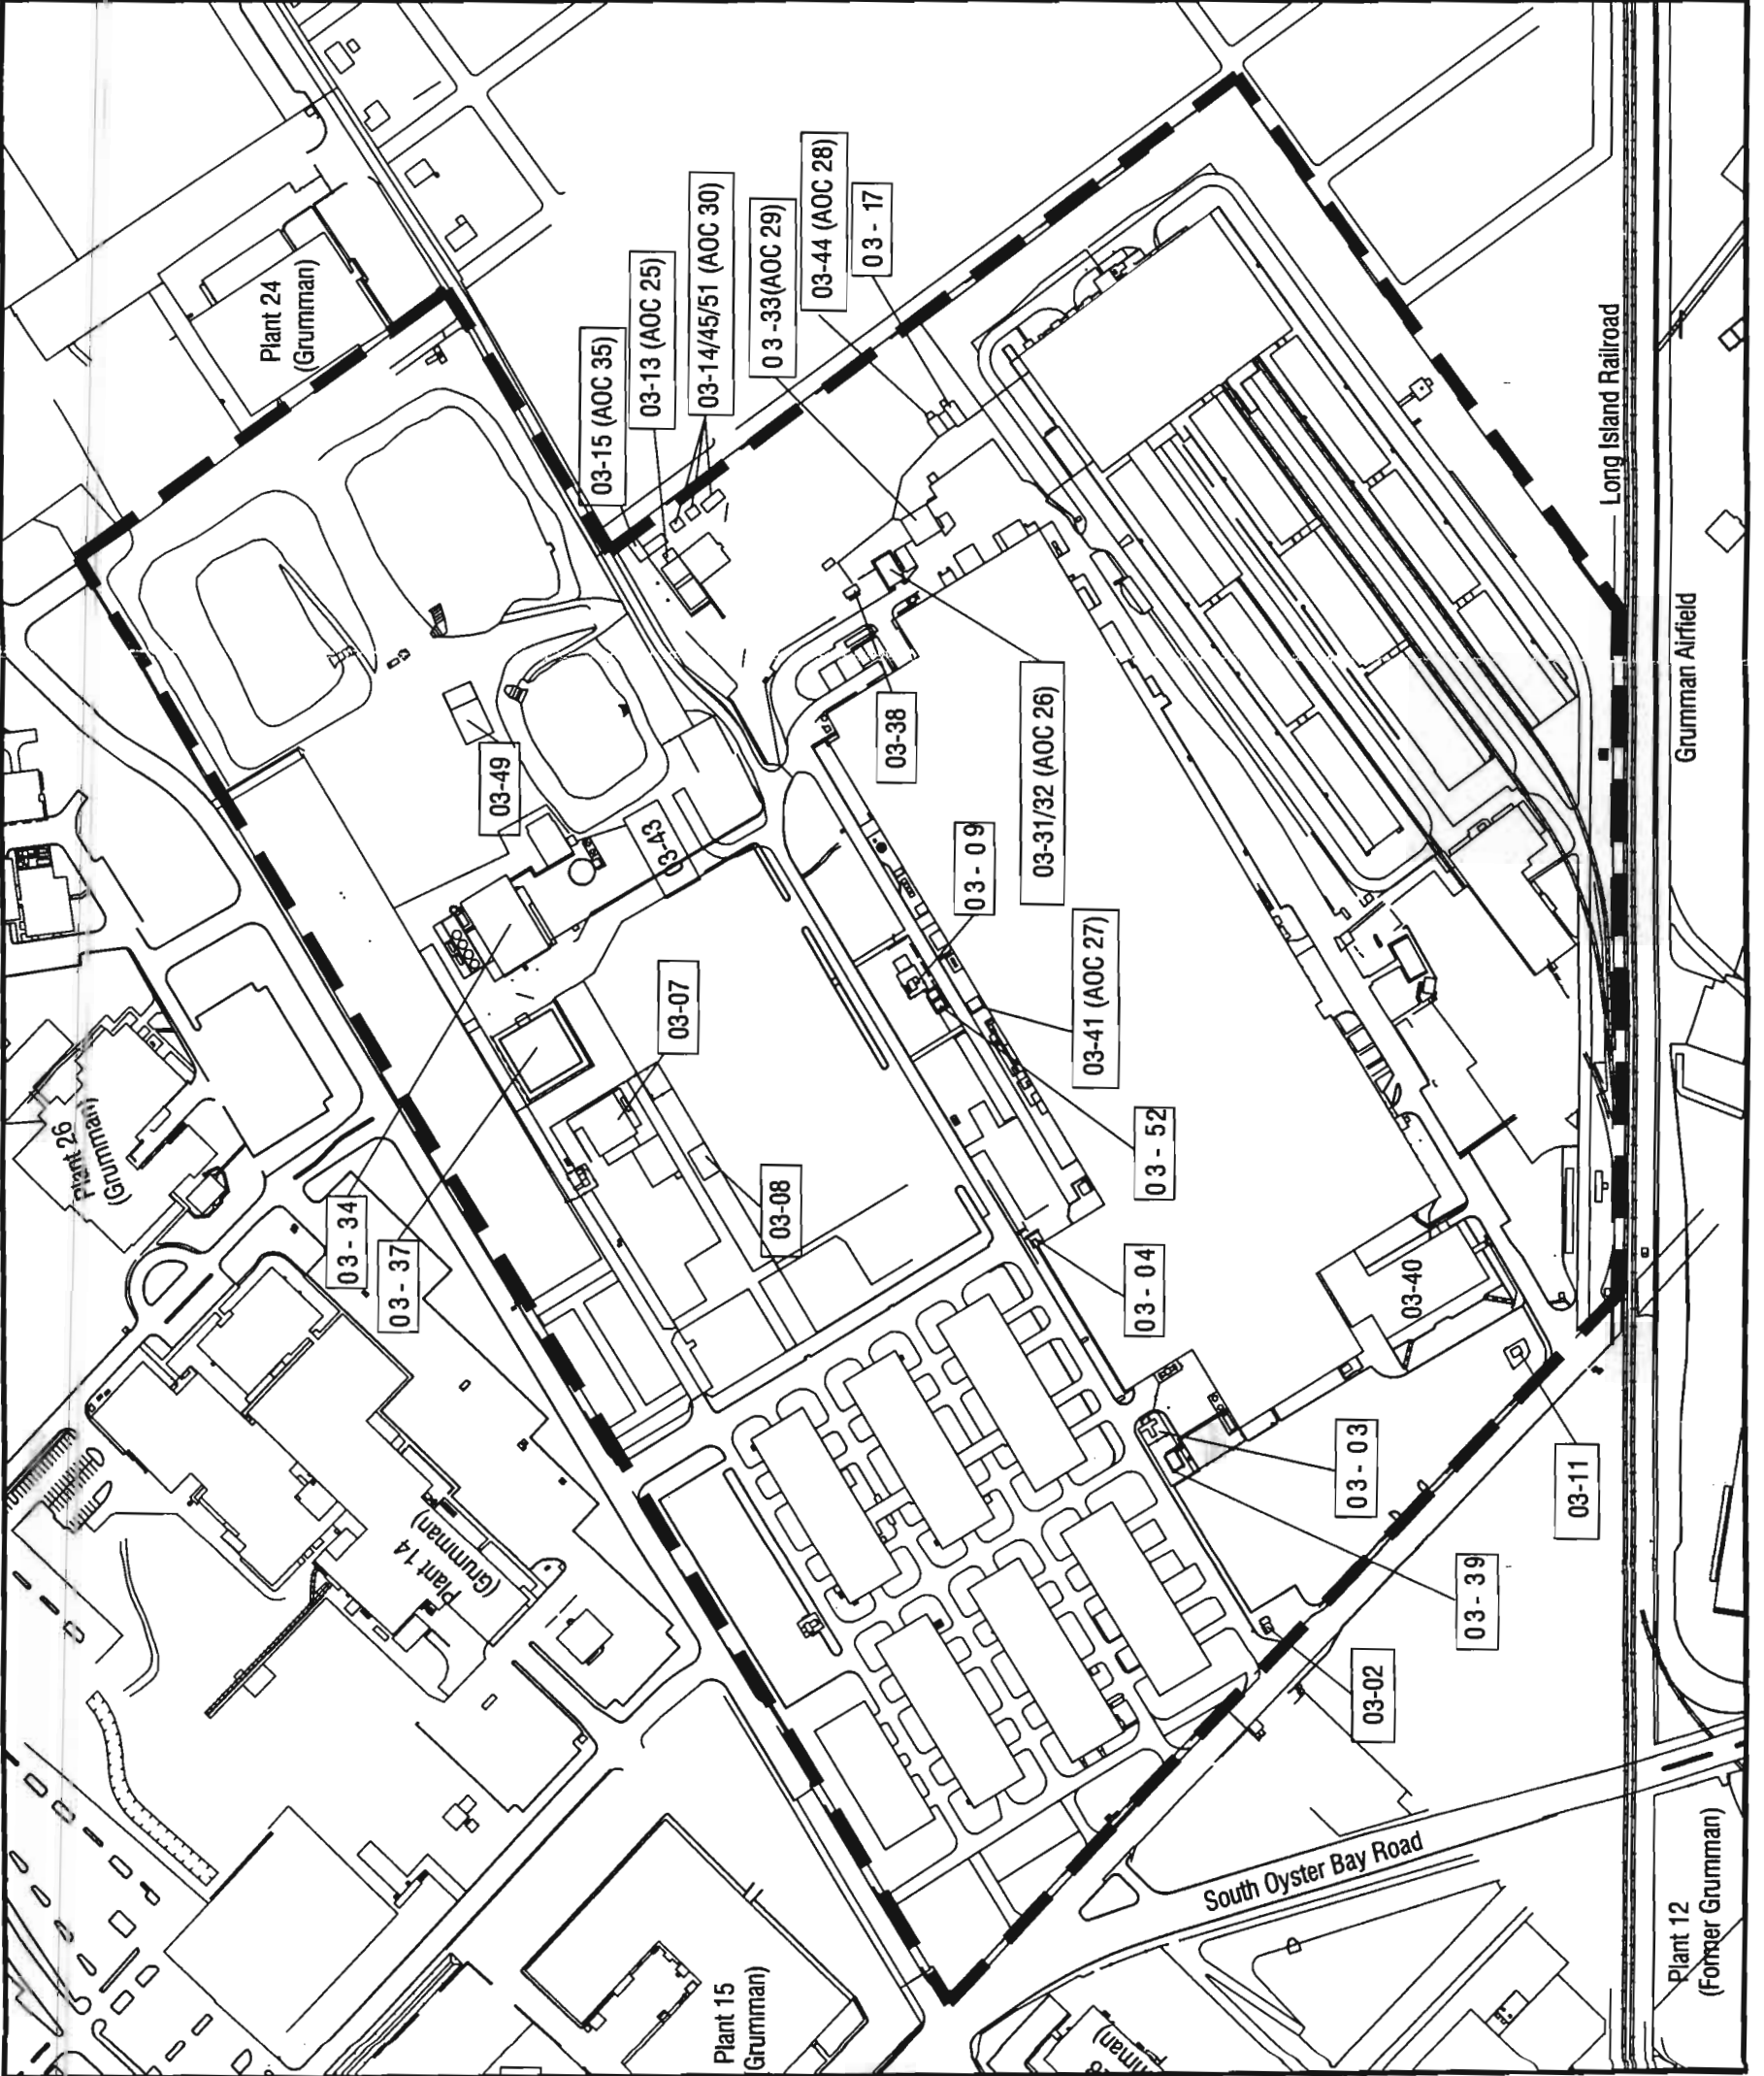 Plant 24
(Grumman)
03-15 (AOC 35)
03-13 (AOC 25)
03-14/45/51 (AOC 30)
03-33(AOC 29)
03-44 (AOC 28)
03-17
Long Island Railroad
Grumman Airfield
03-49
03-43
03-38
03-31/32 (AOC 26)
03-09
03-41 (AOC 27)
03-07
03-52
Plant 26
(Grumman)
03-34
03-37
03-08
03-04
03-40
03-03
03-11
03-39
03-02
Plant 14
(Grumman)
South Oyster Bay Road
Plant 15
(Grumman)
Plant 12
(Former Grumman)